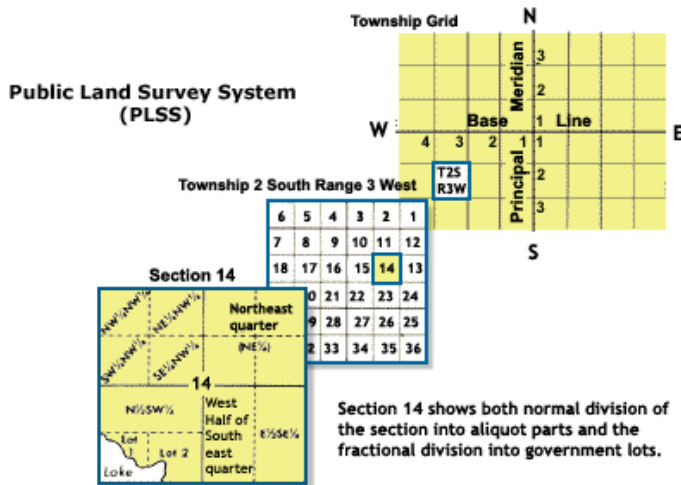 Township Grid
N
Public Land Survey System
(PLSS)
Meridian
3
2
1
Base Line
W
E
4 3 2 1 1
T2S
R3W
Principal
2
3
S
Township 2 South Range 3 West
6 5 4 3 2 1
7 8 9 10 11 12
18 17 16 15 14 13
20 21 22 23 24
28 27 26 25
33 34 35 36
Section 14
NW¼NW¼
NE¼NW¼
Northeast
quarter
(NE¼)
SW¼NW¼
SE¼NW¼
14
N½SW¼
West
Half of
South
east
quarter
E½SE¼
Lot
1
Lot 2
Lake
Section 14 shows both normal division of
the section into aliquot parts and the
fractional division into government lots.